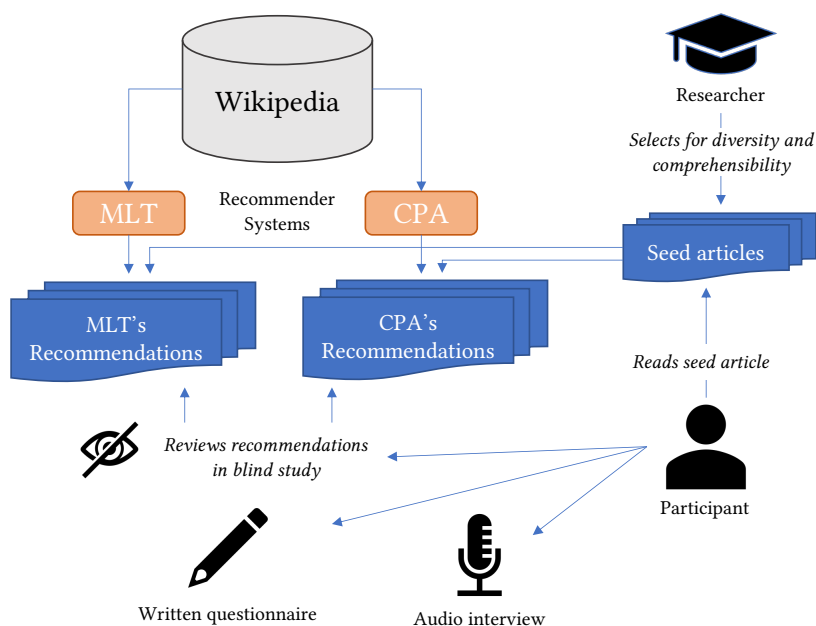 Wikipedia
Researcher
Selects for diversity and
comprehensibility
MLT
Recommender
Systems
CPA
Seed articles
MLT's
Recommendations
CPA's
Recommendations
Reads seed article
Reviews recommendations
in blind study
Participant
Written questionnaire
Audio interview